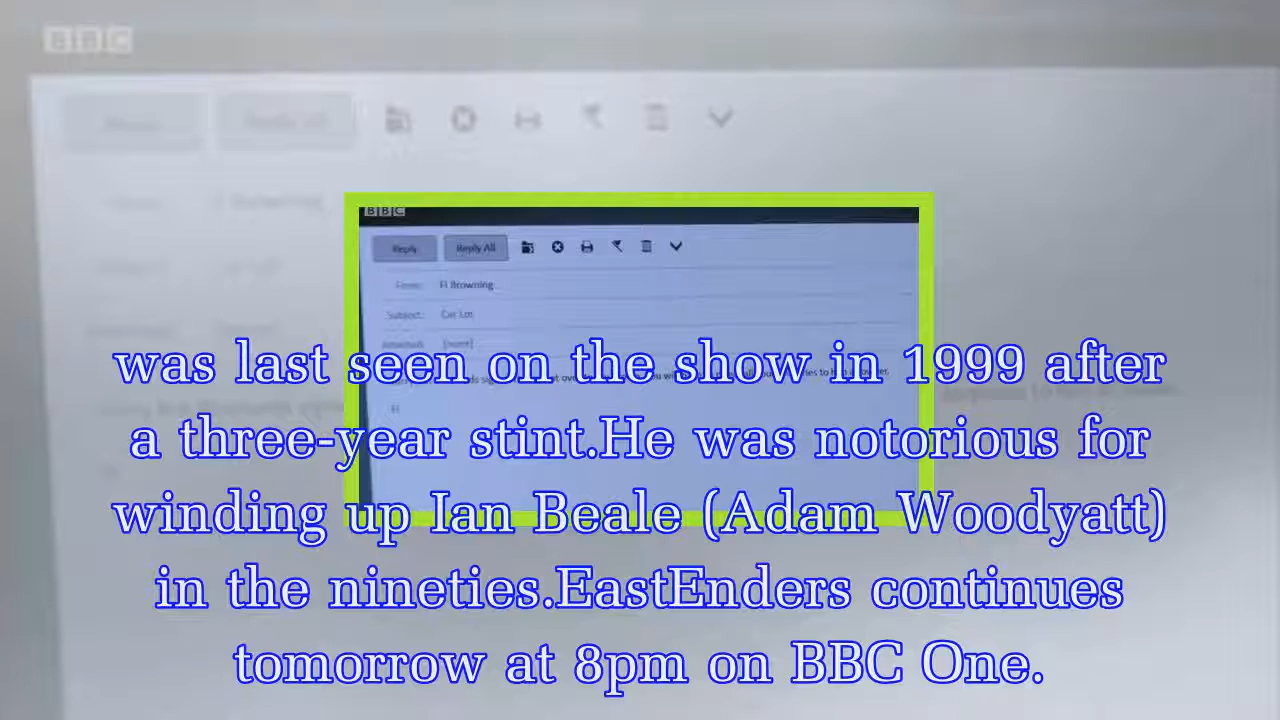 BBC
BBC
Reply Reply All
From: Fi Browning
Subject: Car Lot
[none]
Fi
was last seen on the show in 1999 after
a three-year stint.He was notorious for
winding up Ian Beale (Adam Woodyatt)
in the nineties.EastEnders continues
tomorrow at 8pm on BBC One.